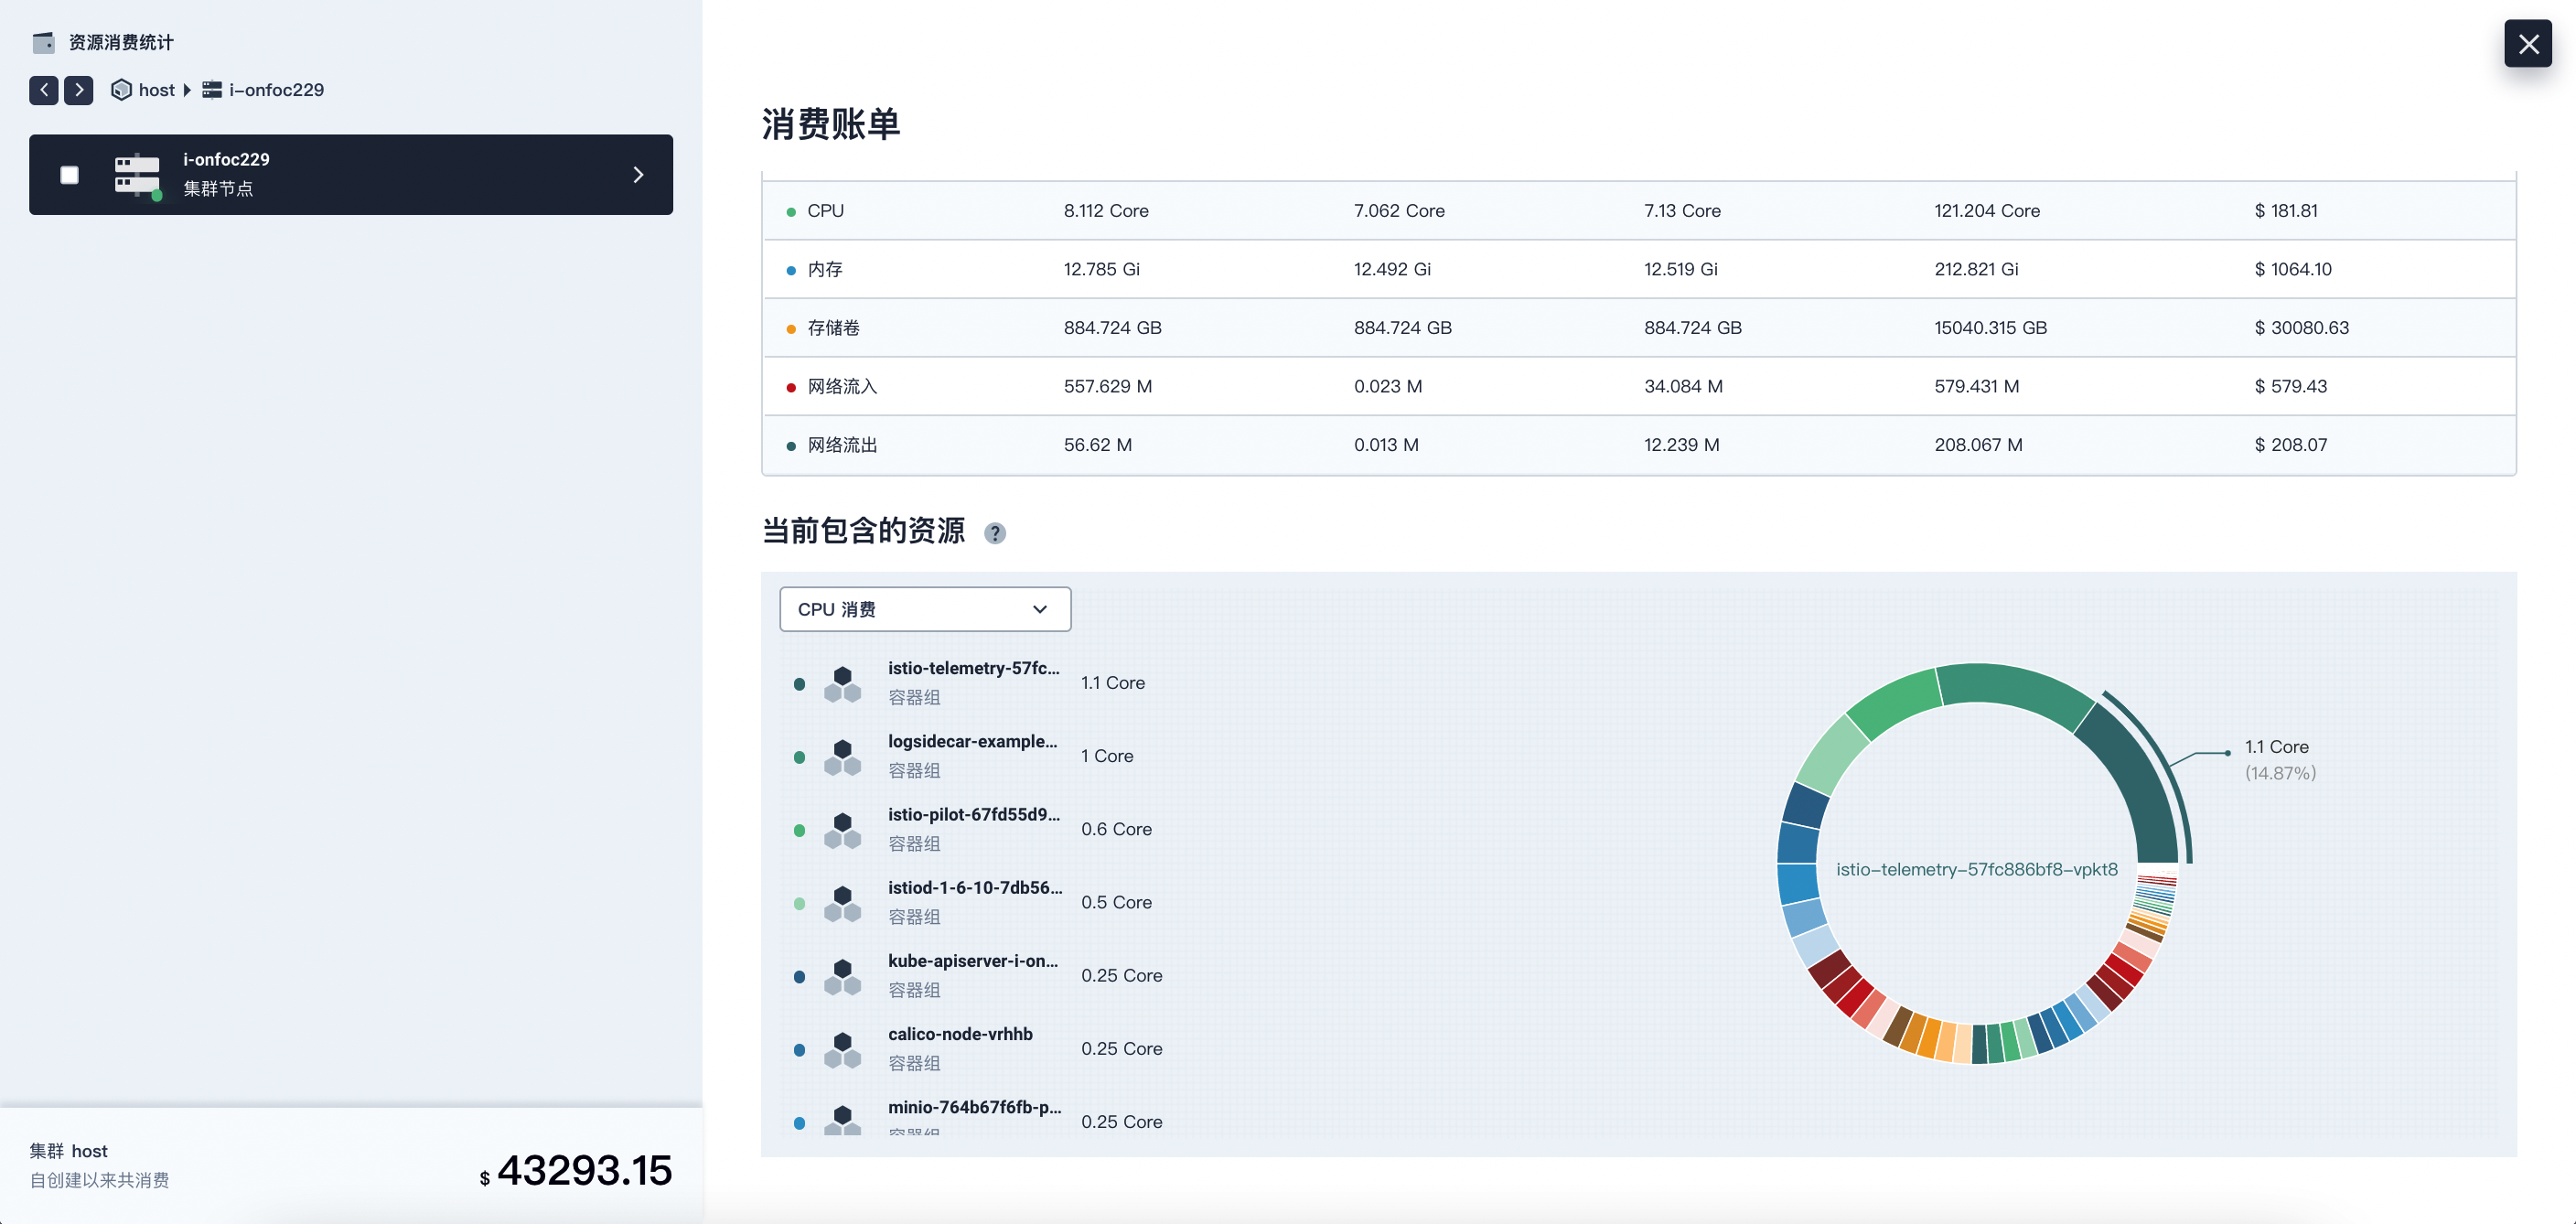 资源消费统计
host
i-onfoc229
i-onfoc229
集群节点
集群 host
自创建以来共消费
$ 43293.15
消费账单
CPU 8.112 Core 7.062 Core 7.13 Core 121.204 Core $ 181.81
内存 12.785 Gi 12.492 Gi 12.519 Gi 212.821 Gi $ 1064.10
存储卷 884.724 GB 884.724 GB 884.724 GB 15040.315 GB $ 30080.63
网络流入 557.629 M 0.023 M 34.084 M 579.431 M $ 579.43
网络流出 56.62 M 0.013 M 12.239 M 208.067 M $ 208.07
当前包含的资源 ?
CPU 消费
istio-telemetry-57fc...
容器组
1.1 Core
logsidecar-example...
容器组
1 Core
istio-pilot-67fd55d9...
容器组
0.6 Core
istiod-1-6-10-7db56...
容器组
0.5 Core
kube-apiserver-i-on...
容器组
0.25 Core
calico-node-vrhhb
容器组
0.25 Core
minio-764b67f6fb-p...
容器组
0.25 Core
1.1 Core
(14.87%)
istio-telemetry-57fc886bf8-vpkt8